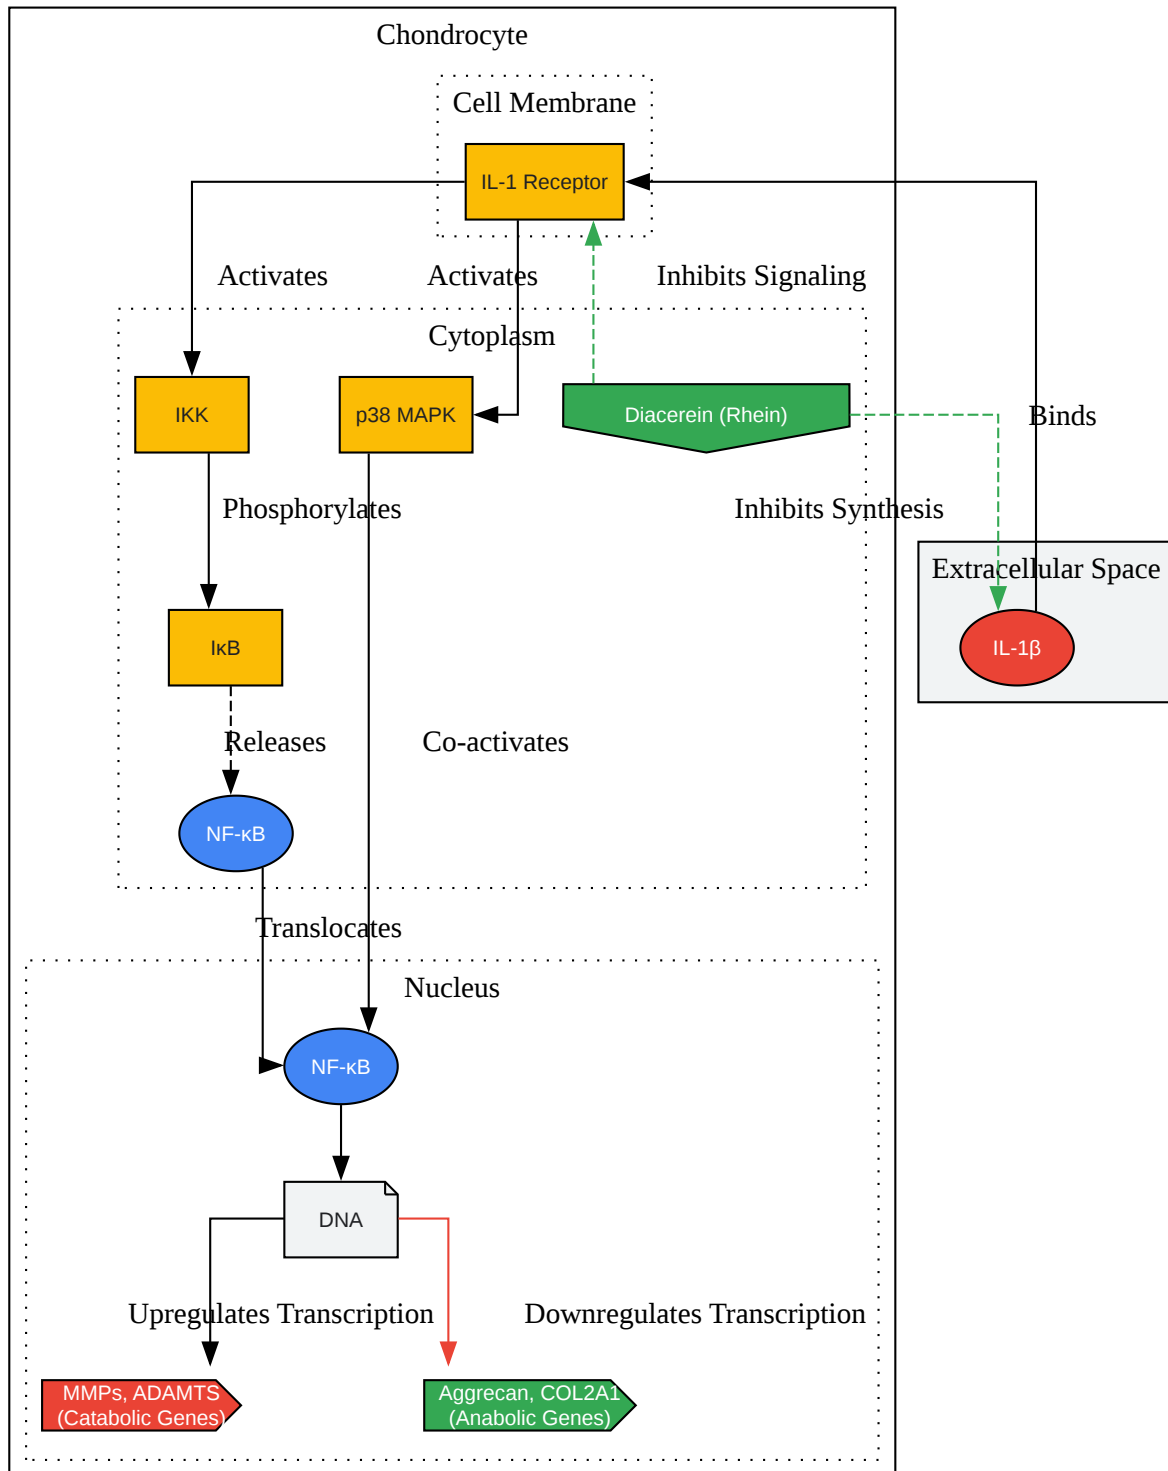 Chondrocyte
Cell Membrane
IL-1 Receptor
Activates
Activates
Inhibits Signaling
Cytoplasm
IKK
p38 MAPK
Diacerein (Rhein)
Binds
Phosphorylates
Inhibits Synthesis
Extracellular Space
IκB
IL-1β
Releases
Co-activates
NF-κB
Translocates
Nucleus
NF-κB
DNA
Upregulates Transcription
Downregulates Transcription
MMPs, ADAMTS
(Catabolic Genes)
Aggrecan, COL2A1
(Anabolic Genes)